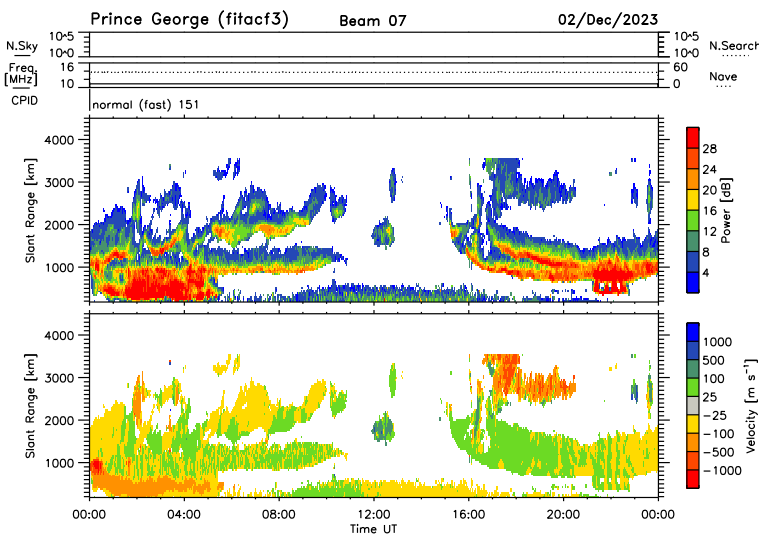 Prince George (fitacf3) Beam 07 02/Dec/2023
N.Sky 10^5 10^5 N.Search
10^0 10^0
Freq. 16 60 Nave
[MHz] 10 0
CPID normal (fast) 151
Slant Range [km]
4000
3000
2000
1000
28
24
20
16
12
8
4
Power [dB]
Slant Range [km]
4000
3000
2000
1000
1000
500
100
25
-25
-100
-500
-1000
Velocity [m s⁻¹]
00:00 04:00 08:00 12:00 16:00 20:00 00:00
Time UT